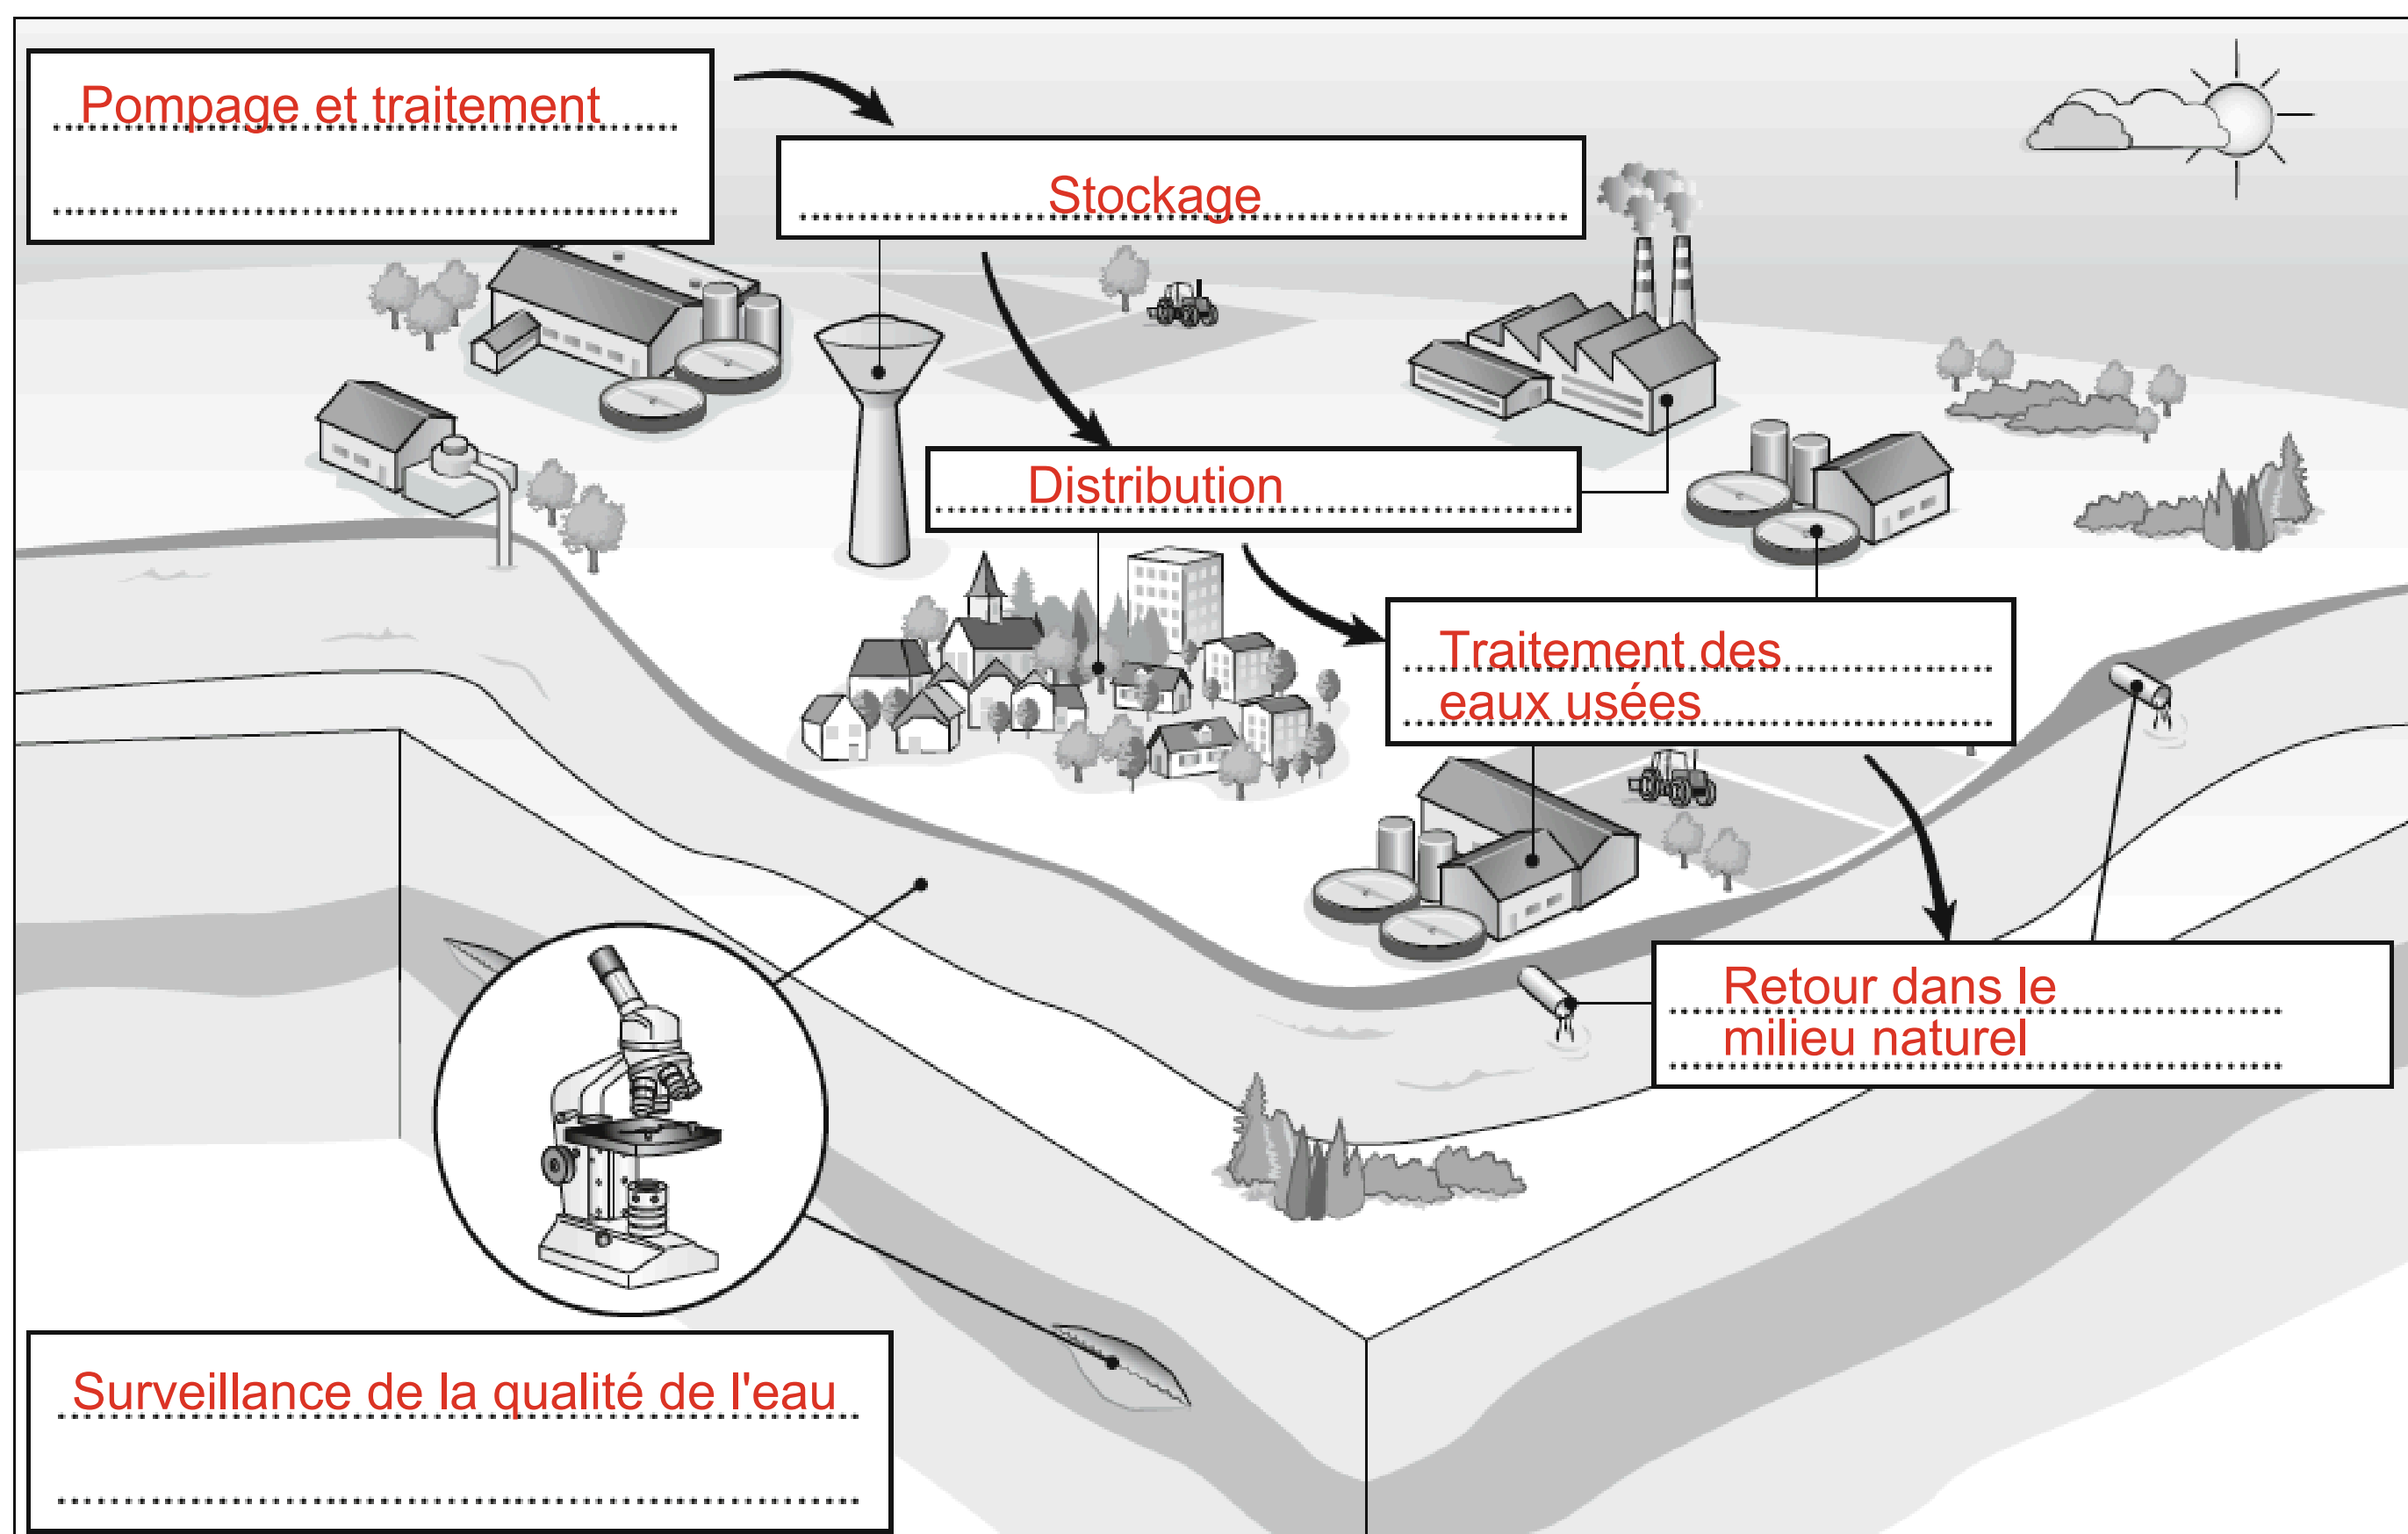 Pompage et traitement
Stockage
Distribution
Traitement des
eaux usées
Retour dans le
milieu naturel
Surveillance de la qualité de l'eau